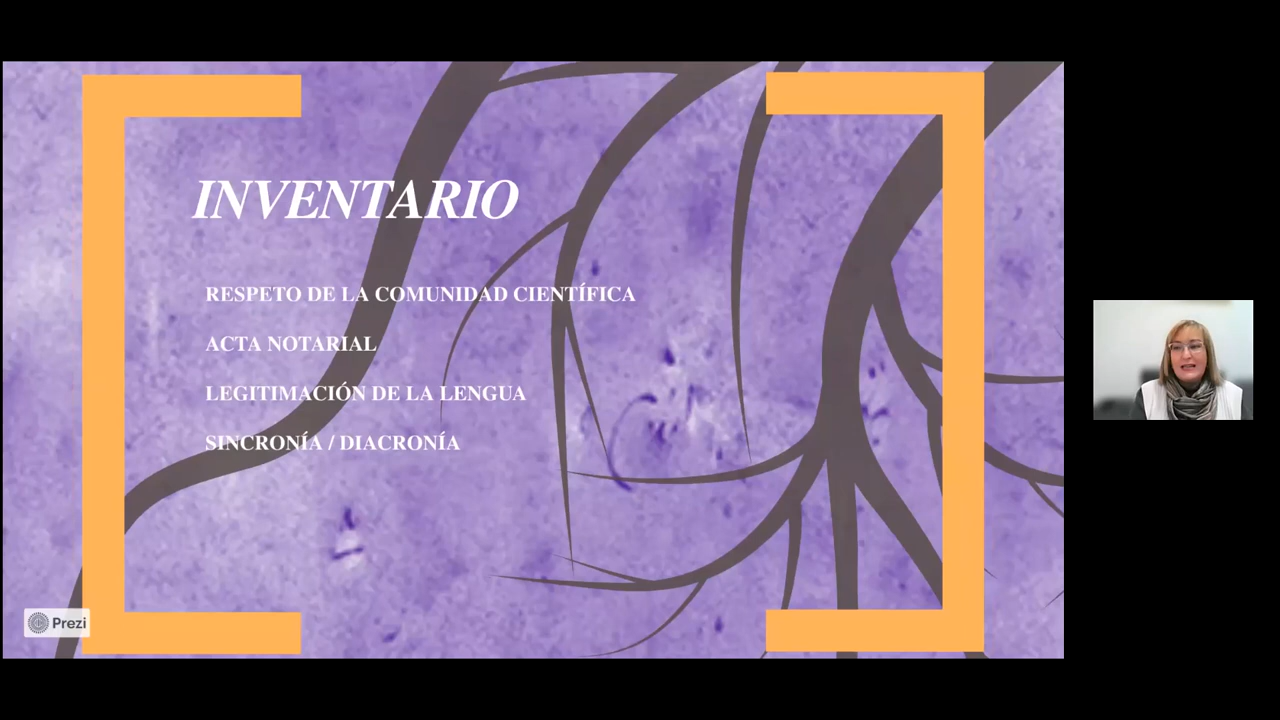 INVENTARIO
RESPETO DE LA COMUNIDAD CIENTÍFICA
ACTA NOTARIAL
LEGITIMACIÓN DE LA LENGUA
SINCRONÍA / DIACRONÍA
Prezi